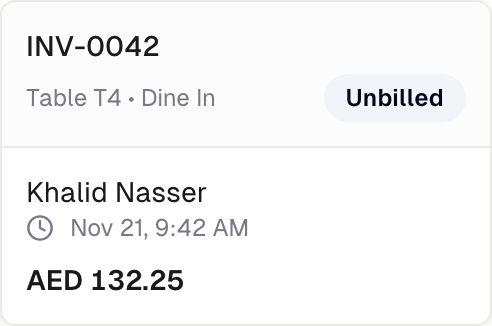 INV-0042
Table T4 • Dine In
Unbilled
Khalid Nasser
Nov 21, 9:42 AM
AED 132.25